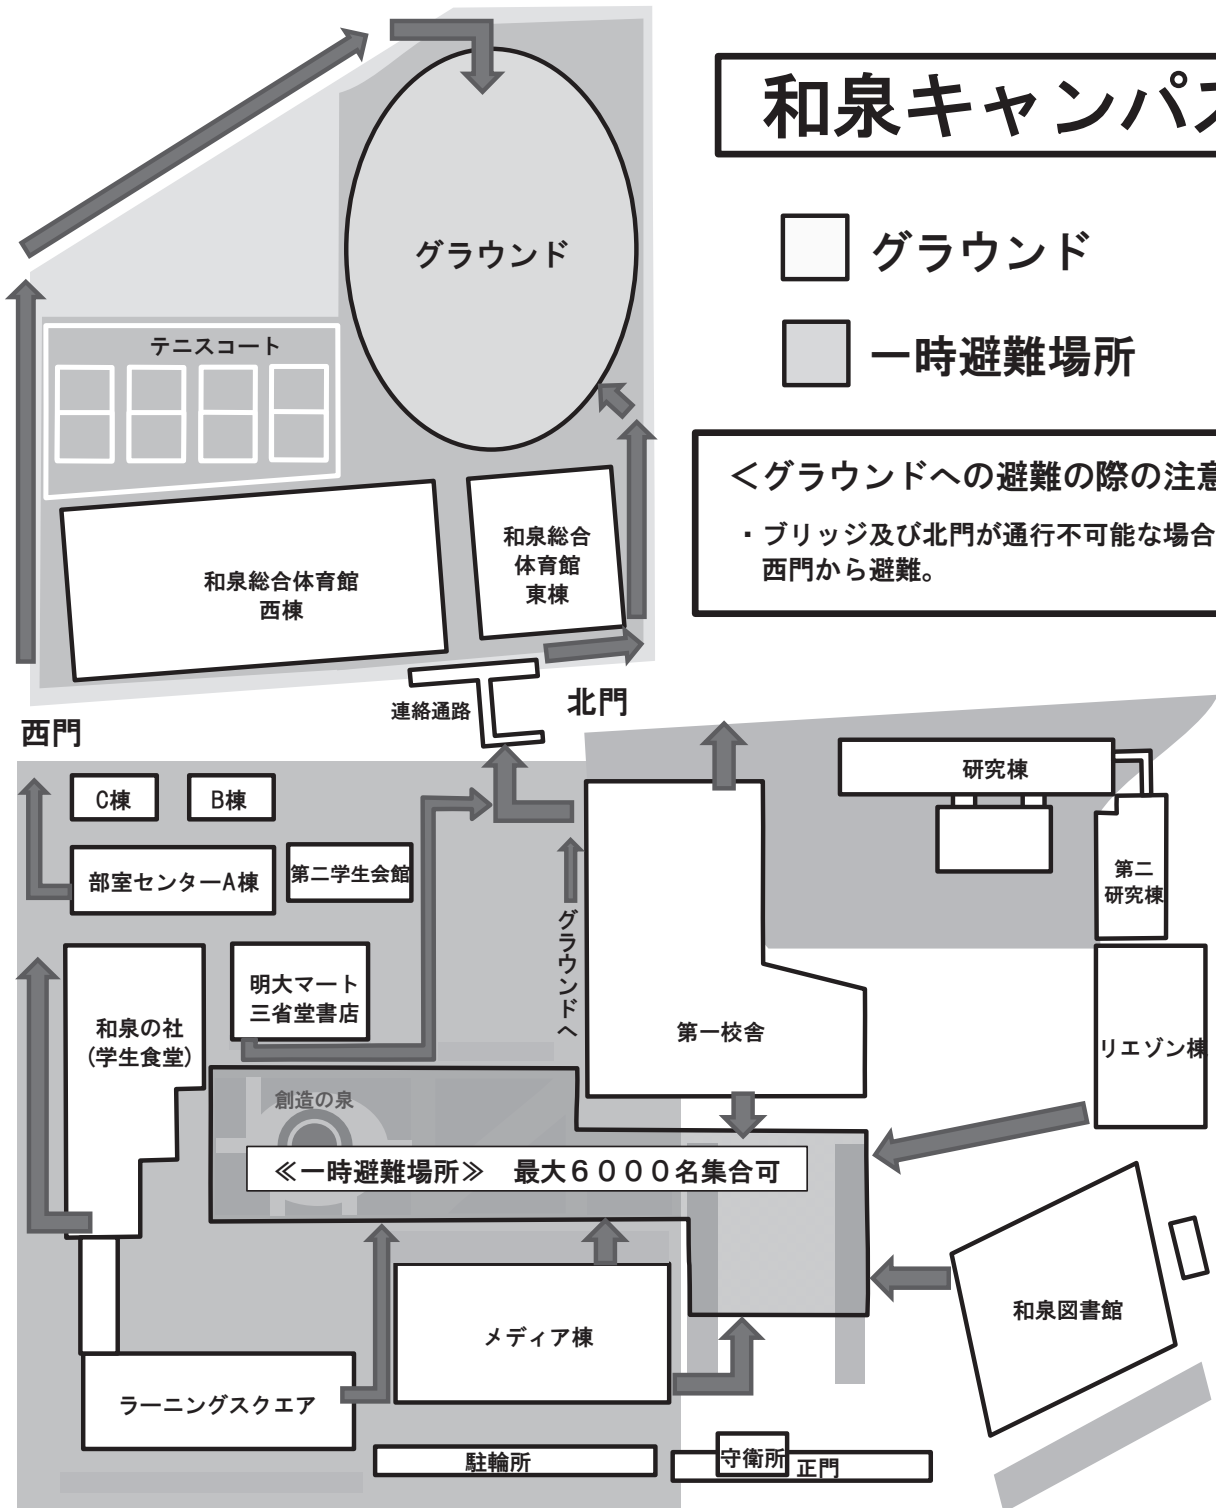 和泉キャンパス
グラウンド
一時避難場所
＜グラウンドへの避難の際の注意
・ブリッジ及び北門が通行不可能な場合
西門から避難。
グラウンド
テニスコート
和泉総合体育館
西棟
和泉総合
体育館
東棟
連絡通路
北門
西門
C棟
B棟
部室センターA棟
第二学生会館
研究棟
第二
研究棟
グラウンドへ
明大マート
三省堂書店
和泉の社
(学生食堂)
第一校舎
リエゾン棟
創造の泉
≪一時避難場所≫　最大６０００名集合可
和泉図書館
メディア棟
ラーニングスクエア
駐輪所
守衛所
正門